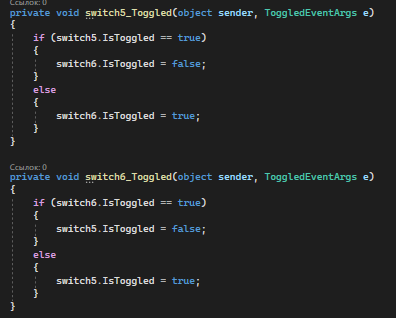 Ссылок: 0
private void switch5_Toggled(object sender, ToggledEventArgs e)
{
    if (switch5.IsToggled == true)
    {
        switch6.IsToggled = false;
    }
    else
    {
        switch6.IsToggled = true;
    }
}
Ссылок: 0
private void switch6_Toggled(object sender, ToggledEventArgs e)
{
    if (switch6.IsToggled == true)
    {
        switch5.IsToggled = false;
    }
    else
    {
        switch5.IsToggled = true;
    }
}